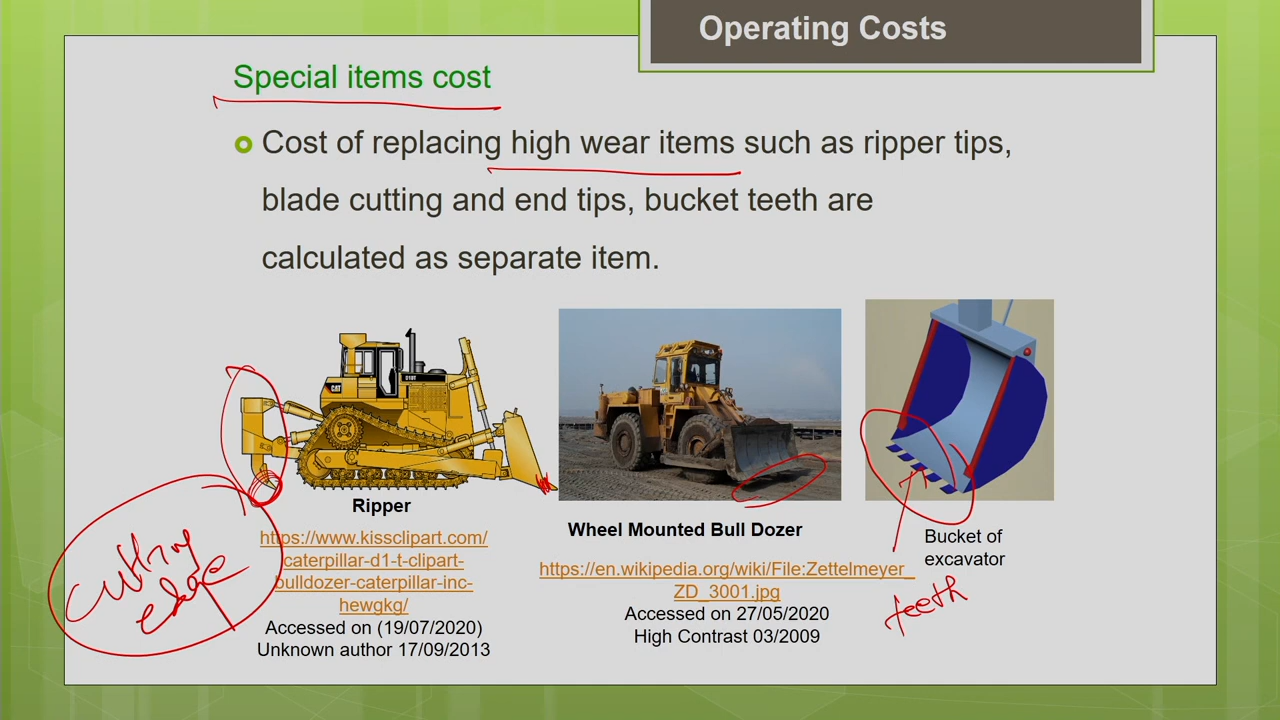 Operating Costs
Special items cost
Cost of replacing high wear items such as ripper tips,
blade cutting and end tips, bucket teeth are
calculated as separate item.
CAT
Ripper
https://www.kissclipart.com/
caterpillar-d1-t-clipart-
bulldozer-caterpillar-inc-
hewgkg/
Accessed on (19/07/2020)
Unknown author 17/09/2013
Wheel Mounted Bull Dozer
https://en.wikipedia.org/wiki/File:Zettelmeyer_
ZD_3001.jpg
Accessed on 27/05/2020
High Contrast 03/2009
Bucket of
excavator
teeth
cutting
edge